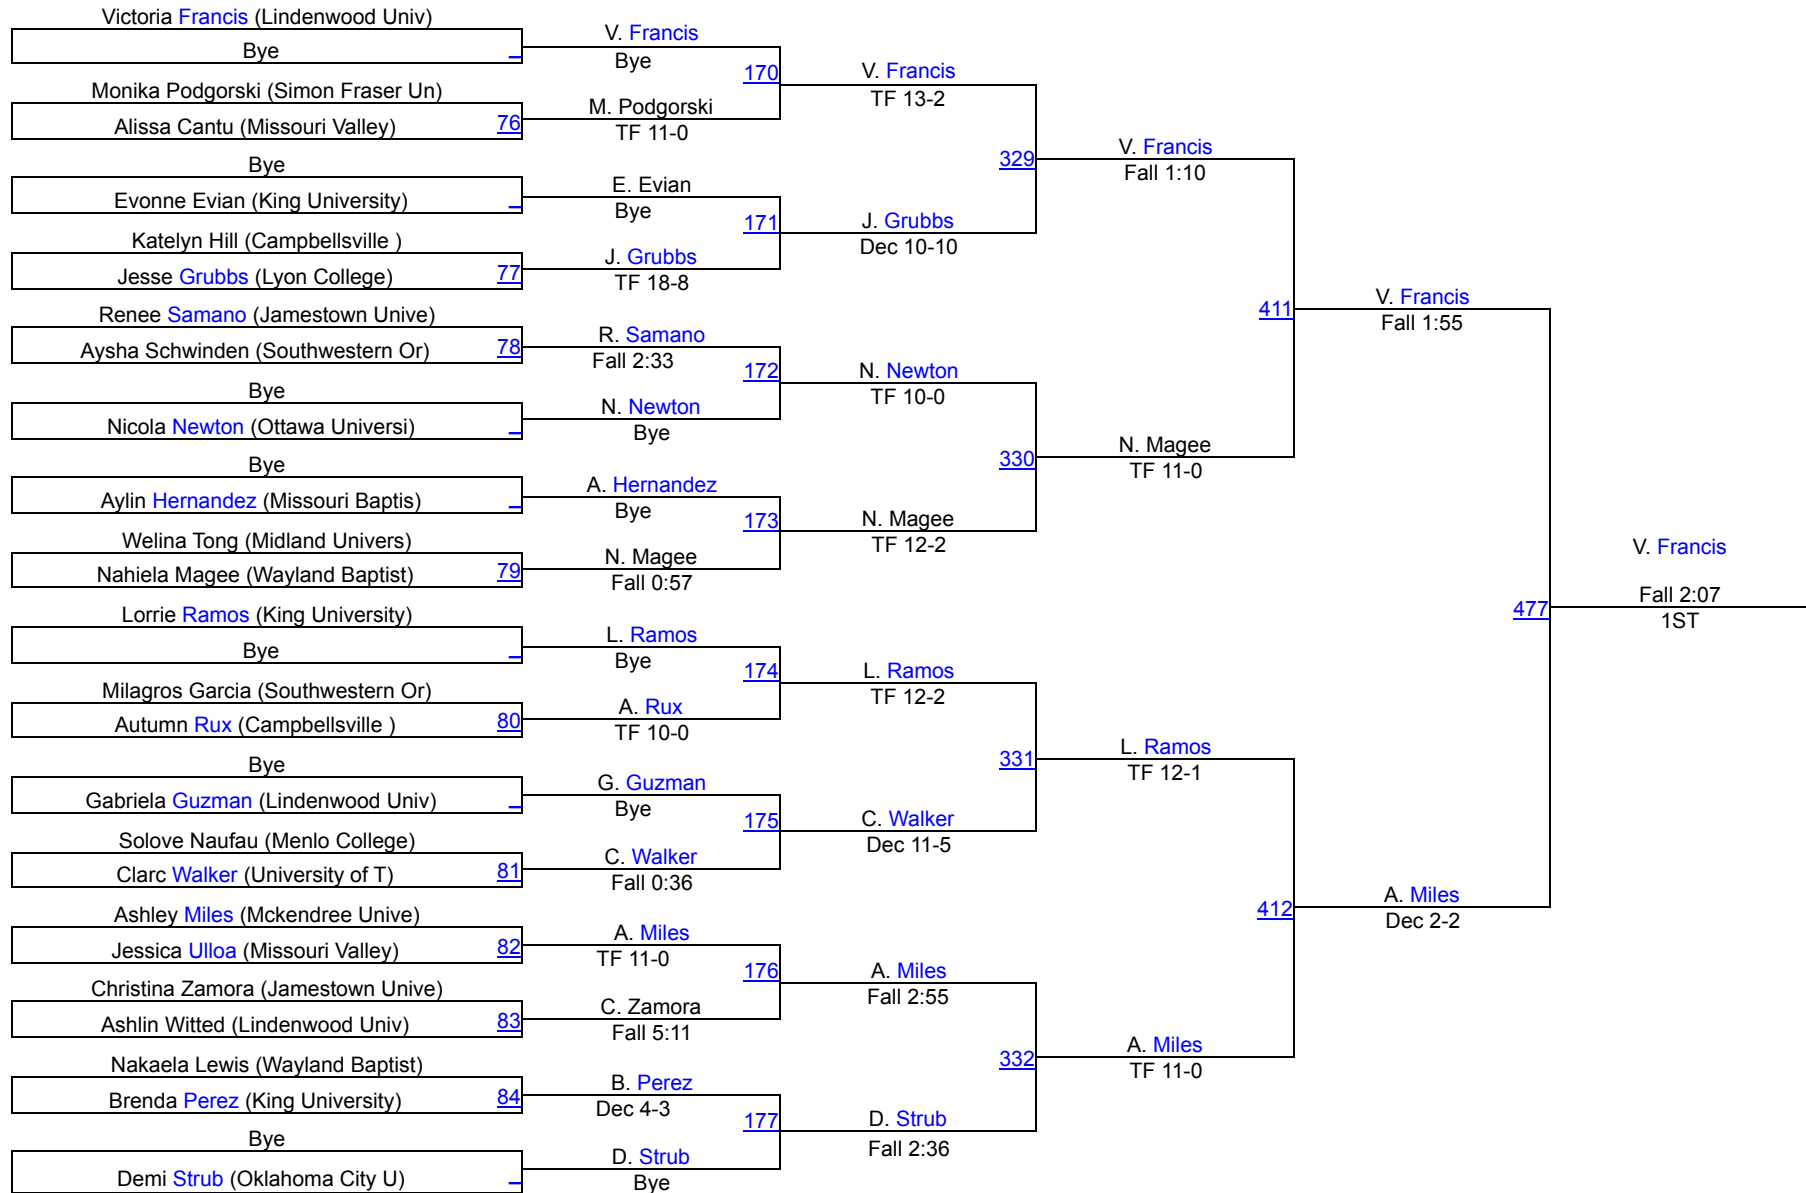 Victoria Francis (Lindenwood Univ)
Bye
Monika Podgorski (Simon Fraser Un)
Alissa Cantu (Missouri Valley) 76
Bye
Evonne Evian (King University)
Katelyn Hill (Campbellsville )
Jesse Grubbs (Lyon College) 77
Renee Samano (Jamestown Unive)
Aysha Schwinden (Southwestern Or) 78
Bye
Nicola Newton (Ottawa Universi)
Bye
Aylin Hernandez (Missouri Baptis)
Welina Tong (Midland Univers)
Nahiela Magee (Wayland Baptist) 79
Lorrie Ramos (King University)
Bye
Milagros Garcia (Southwestern Or)
Autumn Rux (Campbellsville ) 80
Bye
Gabriela Guzman (Lindenwood Univ)
Solove Naufau (Menlo College)
Clarc Walker (University of T) 81
Ashley Miles (Mckendree Unive)
Jessica Ulloa (Missouri Valley) 82
Christina Zamora (Jamestown Unive)
Ashlin Witted (Lindenwood Univ) 83
Nakaela Lewis (Wayland Baptist)
Brenda Perez (King University) 84
Bye
Demi Strub (Oklahoma City U)
V. Francis
Bye
170
M. Podgorski
TF 11-0
E. Evian
Bye
171
J. Grubbs
TF 18-8
R. Samano
Fall 2:33
172
N. Newton
Bye
A. Hernandez
Bye
173
N. Magee
Fall 0:57
L. Ramos
Bye
174
A. Rux
TF 10-0
G. Guzman
Bye
175
C. Walker
Fall 0:36
A. Miles
TF 11-0
176
C. Zamora
Fall 5:11
B. Perez
Dec 4-3
177
D. Strub
Bye
V. Francis
TF 13-2
329
J. Grubbs
Dec 10-10
N. Newton
TF 10-0
330
N. Magee
TF 12-2
L. Ramos
TF 12-2
331
C. Walker
Dec 11-5
A. Miles
Fall 2:55
332
D. Strub
Fall 2:36
V. Francis
Fall 1:10
411
N. Magee
TF 11-0
L. Ramos
TF 12-1
412
A. Miles
TF 11-0
V. Francis
Fall 1:55
477
A. Miles
Dec 2-2
V. Francis
Fall 2:07
1ST